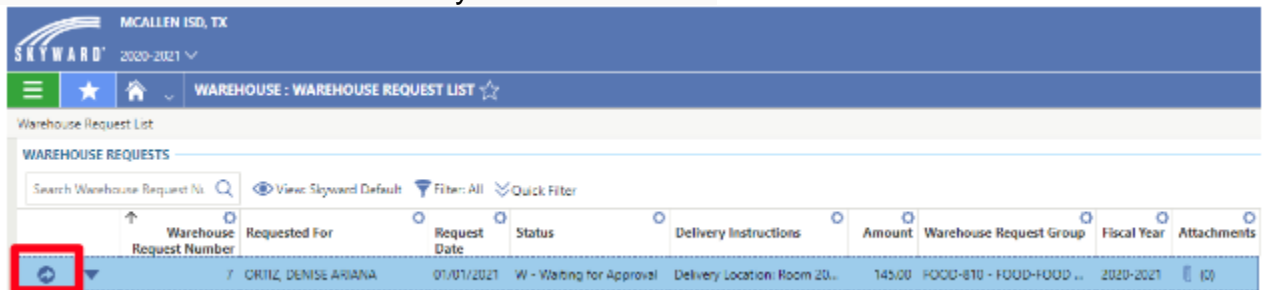 MCALLEN ISD, TX
SKYWARD
2020-2021
WAREHOUSE : WAREHOUSE REQUEST LIST
Warehouse Request List
WAREHOUSE REQUESTS
Search Warehouse Request Nu View: Skyward Default Filter: All Quick Filter
Warehouse Request Number Requested For Request Date Status Delivery Instructions Amount Warehouse Request Group Fiscal Year Attachments
7 ORTIZ, DENISE ARIANA 01/01/2021 W - Waiting for Approval Delivery Location: Room 20... 145.00 FOOD-810 - FOOD-FOOD ... 2020-2021 (0)